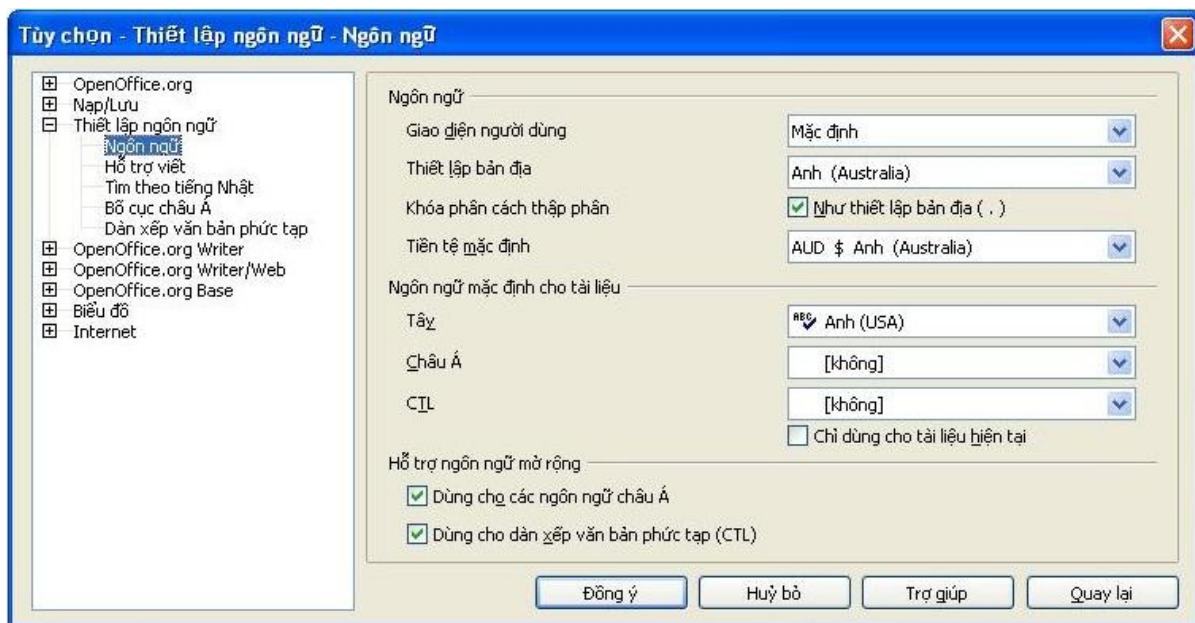 Tùy chọn - Thiết lập ngôn ngữ - Ngôn ngữ
OpenOffice.org
Nạp/Lưu
Thiết lập ngôn ngữ
Ngôn ngữ
Hỗ trợ viết
Tìm theo tiếng Nhật
Bố cục châu Á
Dàn xếp văn bản phức tạp
OpenOffice.org Writer
OpenOffice.org Writer/Web
OpenOffice.org Base
Biểu đồ
Internet
Ngôn ngữ
Giao diện người dùng Mặc định
Thiết lập bản địa Anh (Australia)
Khóa phân cách thập phân Như thiết lập bản địa ( . )
Tiền tệ mặc định AUD $ Anh (Australia)
Ngôn ngữ mặc định cho tài liệu
Tây ABC Anh (USA)
Châu Á [không]
CTL [không]
Chỉ dùng cho tài liệu hiện tại
Hỗ trợ ngôn ngữ mở rộng
Dùng cho các ngôn ngữ châu Á
Dùng cho dàn xếp văn bản phức tạp (CTL)
Đồng ý Huỷ bỏ Trợ giúp Quay lại